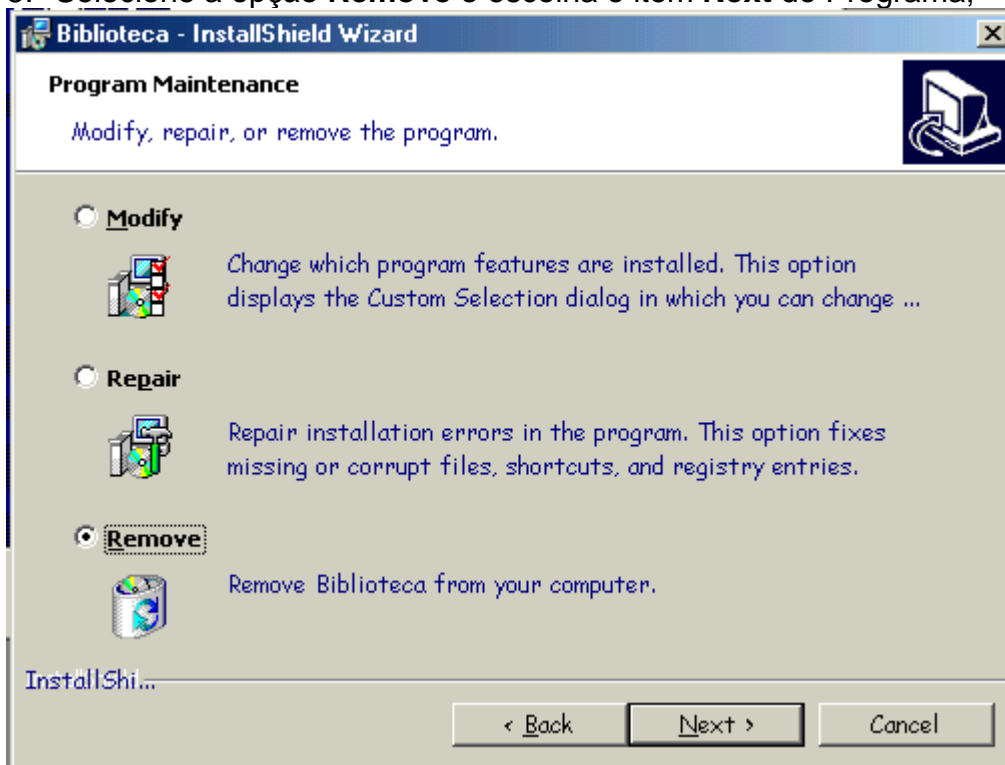 Selecione a opção Remove e escolha o item Next do Programa,
Biblioteca - InstallShield Wizard
Program Maintenance
Modify, repair, or remove the program.
Modify
Change which program features are installed. This option
displays the Custom Selection dialog in which you can change ...
Repair
Repair installation errors in the program. This option fixes
missing or corrupt files, shortcuts, and registry entries.
Remove
Remove Biblioteca from your computer.
InstallShi...
< Back Next > Cancel